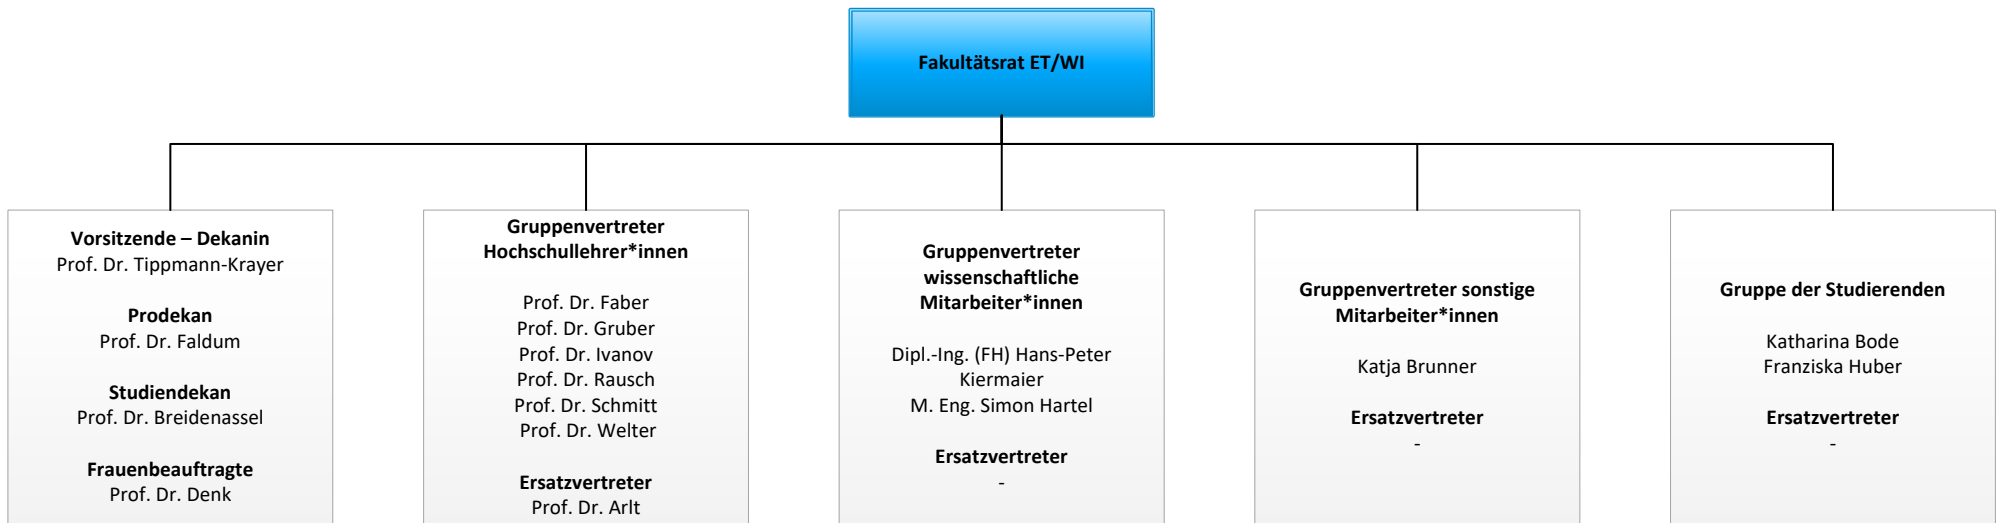 Fakultätsrat ET/WI
Vorsitzende – Dekanin
Prof. Dr. Tippmann-Krayer
Prodekan
Prof. Dr. Faldum
Studiendekan
Prof. Dr. Breidenassel
Frauenbeauftragte
Prof. Dr. Denk
Gruppenvertreter
Hochschullehrer*innen
Prof. Dr. Faber
Prof. Dr. Gruber
Prof. Dr. Ivanov
Prof. Dr. Rausch
Prof. Dr. Schmitt
Prof. Dr. Welter
Ersatzvertreter
Prof. Dr. Arlt
Gruppenvertreter
wissenschaftliche
Mitarbeiter*innen
Dipl.-Ing. (FH) Hans-Peter
Kiermaier
M. Eng. Simon Hartel
Ersatzvertreter
-
Gruppenvertreter sonstige
Mitarbeiter*innen
Katja Brunner
Ersatzvertreter
-
Gruppe der Studierenden
Katharina Bode
Franziska Huber
Ersatzvertreter
-